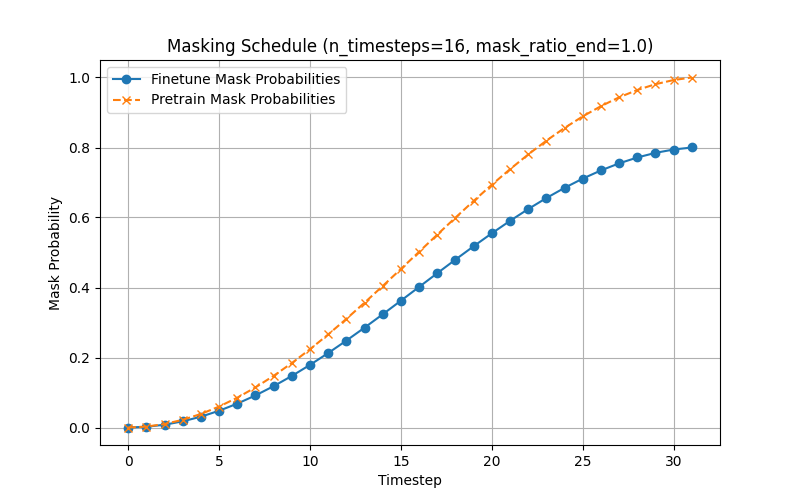 Masking Schedule (n_timesteps=16, mask_ratio_end=1.0)
Finetune Mask Probabilities
Pretrain Mask Probabilities
Mask Probability
1.0
0.8
0.6
0.4
0.2
0.0
0 5 10 15 20 25 30
Timestep